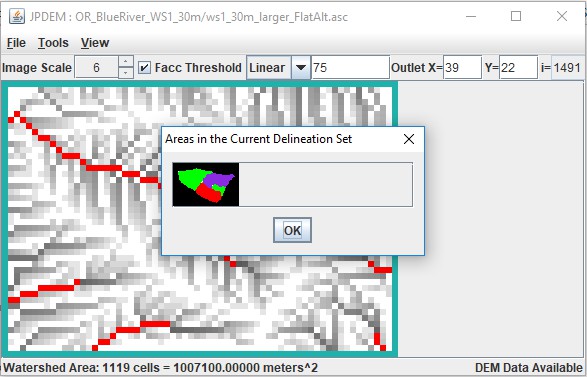 JPDEM : OR_BlueRiver_WS1_30m/ws1_30m_larger_FlatAlt.asc
File Tools View
Image Scale 6 Facc Threshold Linear 75 Outlet X= 39 Y= 22 i= 1491
Areas in the Current Delineation Set
OK
Watershed Area: 1119 cells = 1007100.00000 meters^2 DEM Data Available